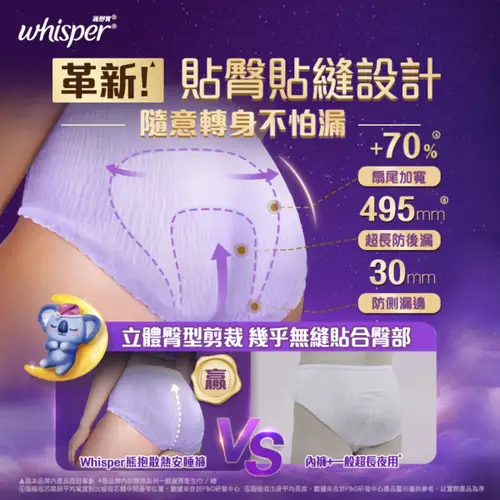 護舒寶®
whisper®
革新! 貼臀貼縫設計
隨意轉身不怕漏
+70%
扇尾加寬
495mm
超長防後漏
30mm
防側漏邊
立體臀型剪裁 幾乎無縫貼合臀部
贏
Whisper熊抱散熱安睡褲
VS
內褲+一般超長夜用